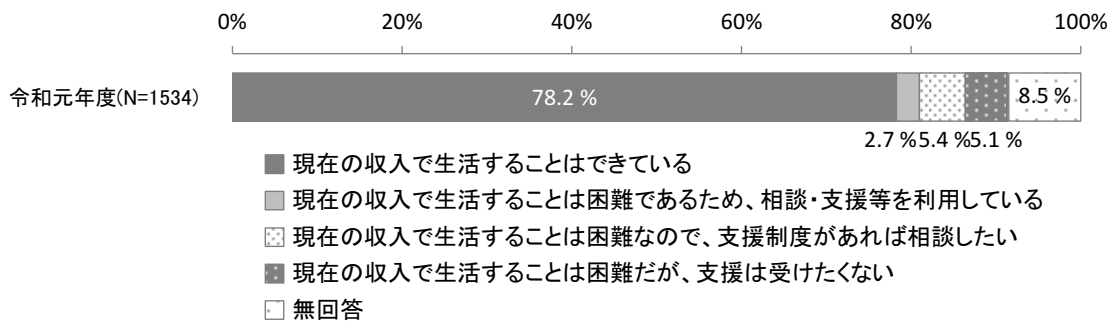 0% 20% 40% 60% 80% 100%
令和元年度(N=1534) 78.2 % 8.5 %
2.7 %5.4 %5.1 %
現在の収入で生活することはできている
現在の収入で生活することは困難であるため、相談・支援等を利用している
現在の収入で生活することは困難なので、支援制度があれば相談したい
現在の収入で生活することは困難だが、支援は受けたくない
無回答